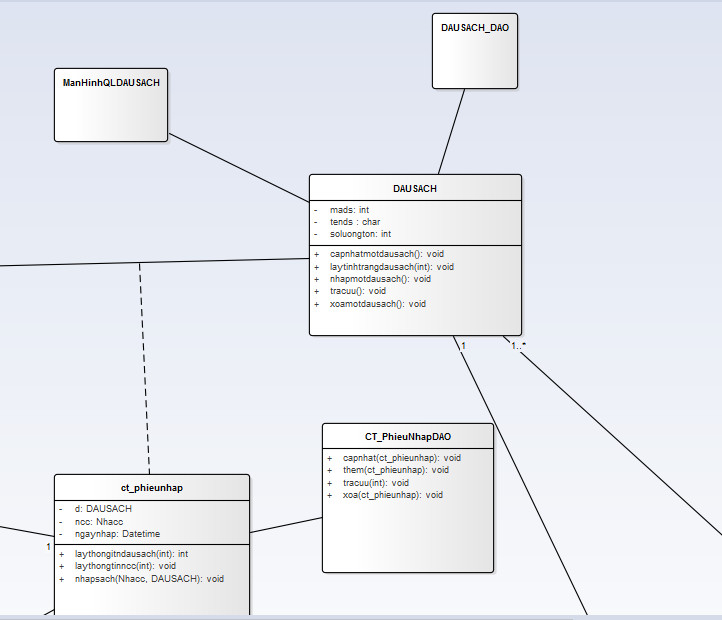 DAUSACH_DAO
ManHinhQLDAUSACH
DAUSACH
- mads: int
- tends : char
- soluongton: int
+ capnhatmotdausach(): void
+ laytinhtrangdausach(int): void
+ nhapmotdausach(): void
+ tracuu(): void
+ xoamotdausach(): void
1
1..*
CT_PhieuNhapDAO
+ capnhat(ct_phieunhap): void
+ them(ct_phieunhap): void
+ tracuu(int): void
+ xoa(ct_phieunhap): void
ct_phieunhap
- d: DAUSACH
- ncc: Nhacc
- ngaynhap: Datetime
1
+ laythongitndausach(int): int
+ laythongtinncc(int): void
+ nhapsach(Nhacc, DAUSACH): void